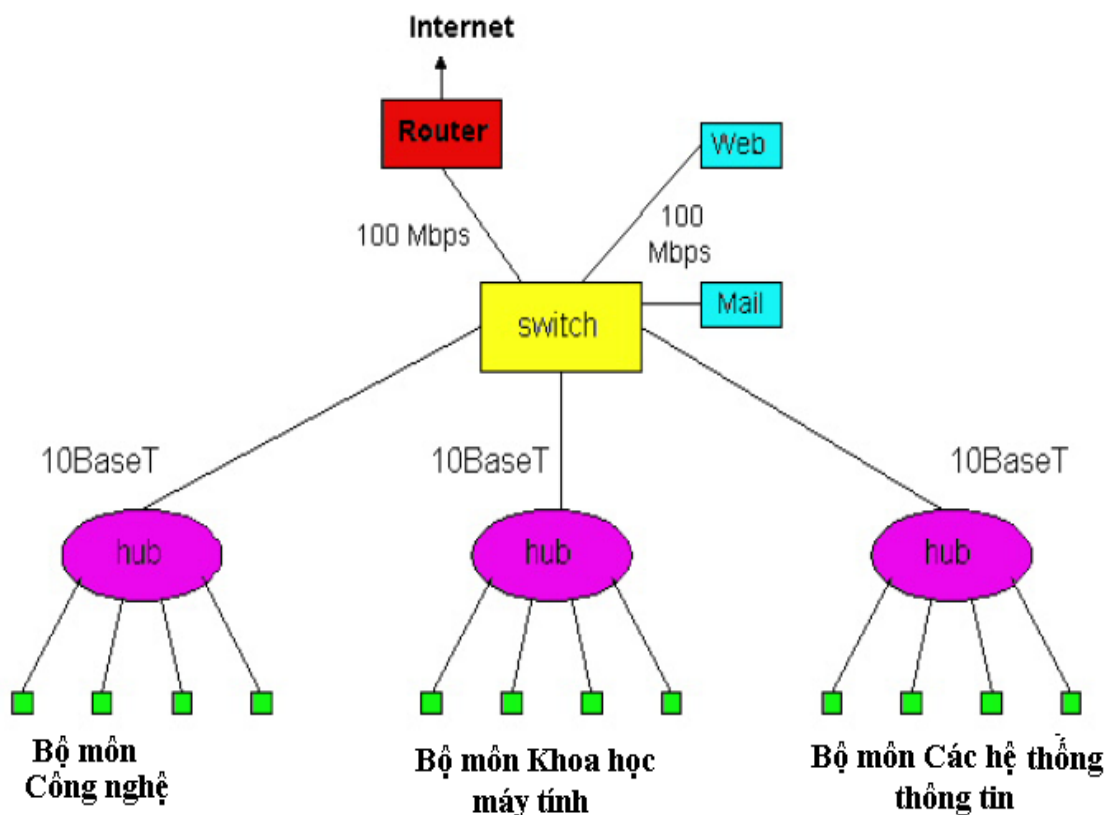 Internet
Router
Web
100 Mbps
100
Mbps
Mail
switch
10BaseT
10BaseT
10BaseT
hub
hub
hub
Bộ môn
Công nghệ
Bộ môn Khoa học
máy tính
Bộ môn Các hệ thống
thông tin